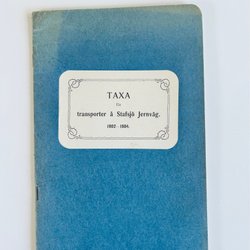 TAXA
för
transporter å Stafsjö Jernväg.
1902-1904.